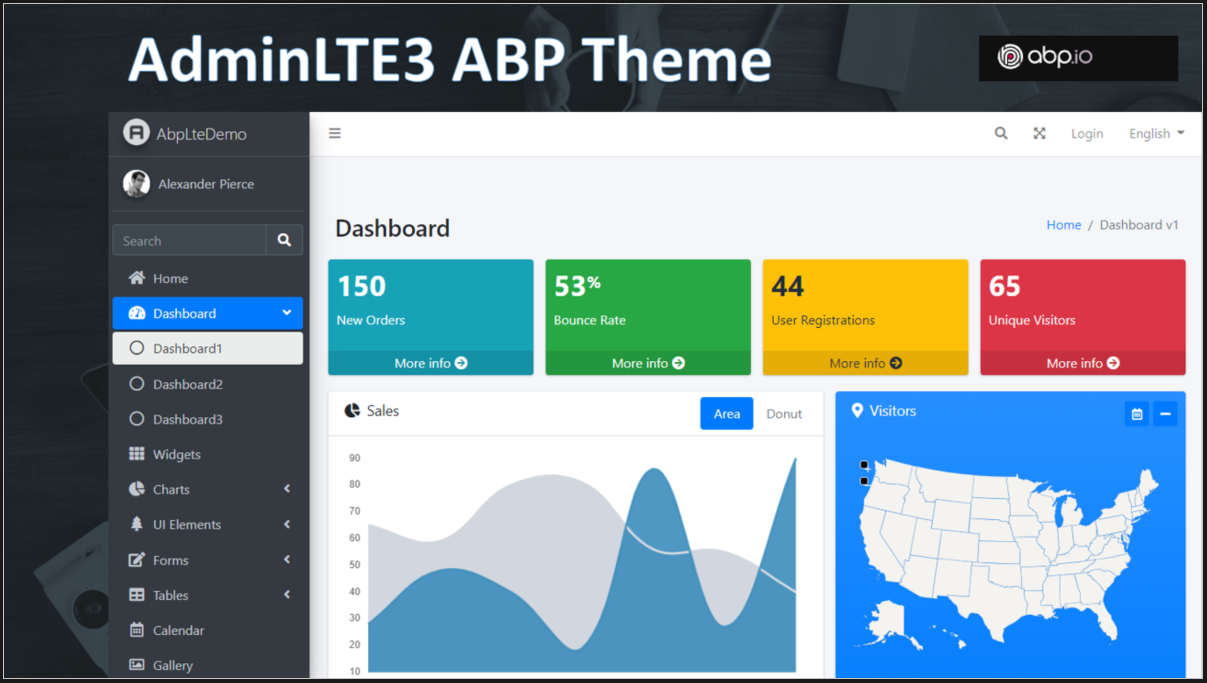 AdminLTE3 ABP Theme
abp.io
AbpLteDemo
Login
English
Alexander Pierce
Search
Home
Dashboard
Dashboard1
Dashboard2
Dashboard3
Widgets
Charts
UI Elements
Forms
Tables
Calendar
Gallery
Dashboard
Home / Dashboard v1
150
New Orders
More info
53%
Bounce Rate
More info
44
User Registrations
More info
65
Unique Visitors
More info
Sales
Area
Donut
90
80
70
60
50
40
30
20
10
Visitors